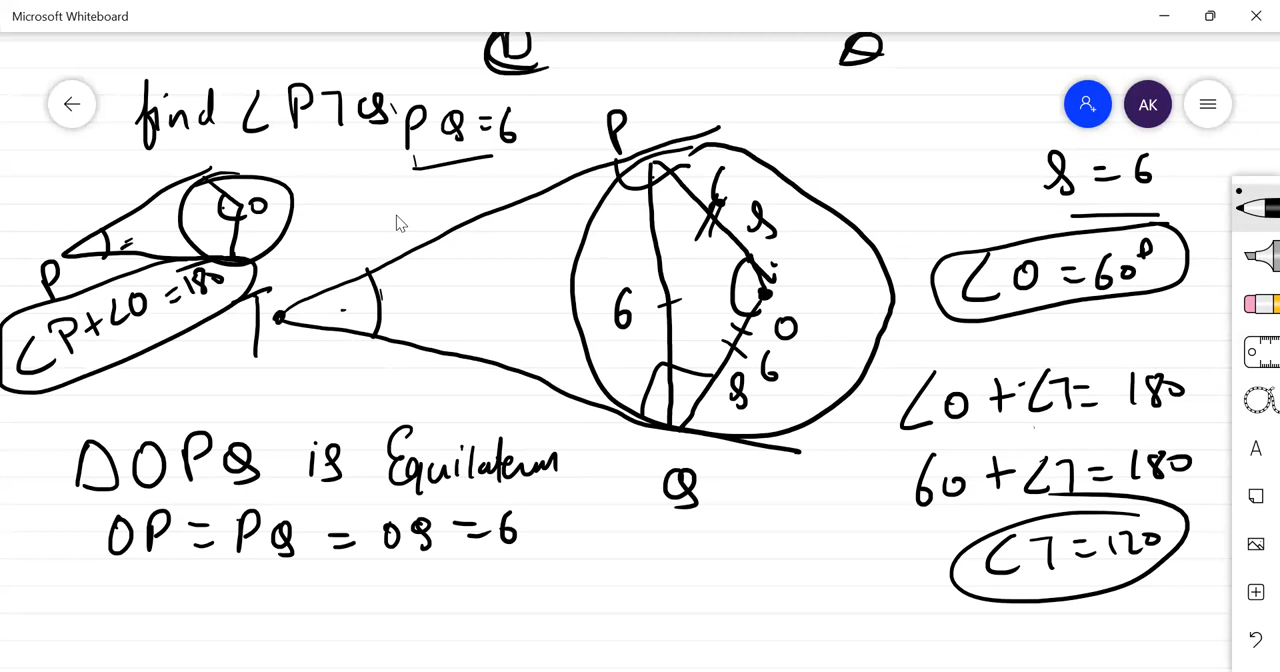 Microsoft Whiteboard
AK
find ∠PTQ PQ = 6
P
r = 6
6
r
O
∠O = 60°
P
∠P + ∠O = 180
T
6
O
6
r
∠O + ∠T = 180
ΔOPQ is Equilateral
Q
60 + ∠T = 180
OP = PQ = OQ = 6
∠T = 120
A